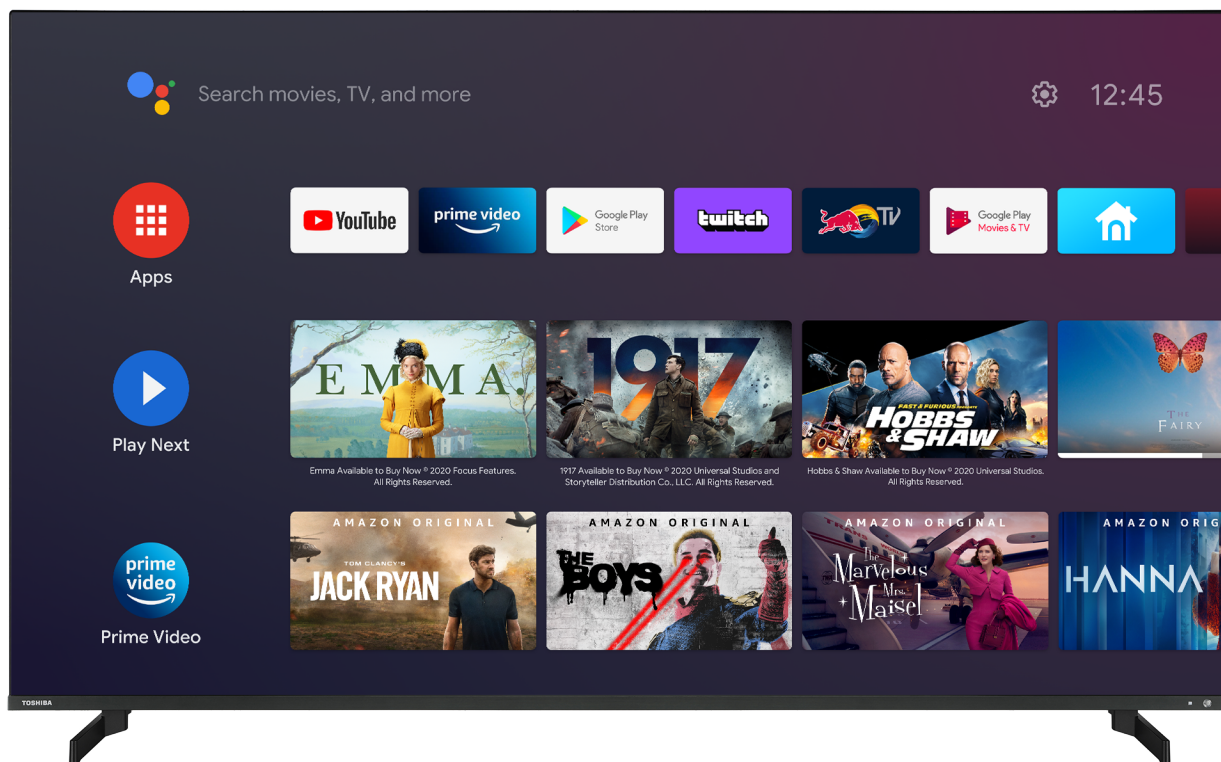 Search movies, TV, and more
12:45
Apps
YouTube
prime video
Google Play
Store
twitch
TV
Google Play
Movies & TV
Play Next
EMMA
1917
FAST & FURIOUS PRESENTS
HOBBS
& SHAW
THE
FAIRY
Emma Available to Buy Now © 2020 Focus Features.
All Rights Reserved.
1917 Available to Buy Now © 2020 Universal Studios and
Storyteller Distribution Co., LLC. All Rights Reserved.
Hobbs & Shaw Available to Buy Now © 2020 Universal Studios.
All Rights Reserved.
prime
video
Prime Video
AMAZON ORIGINAL
TOM CLANCY'S
JACK RYAN
AMAZON ORIGINAL
THE
BOYS
AMAZON ORIGINAL
The
Marvelous
Mrs.
Maisel
AMAZON ORIG
HANNA
TOSHIBA